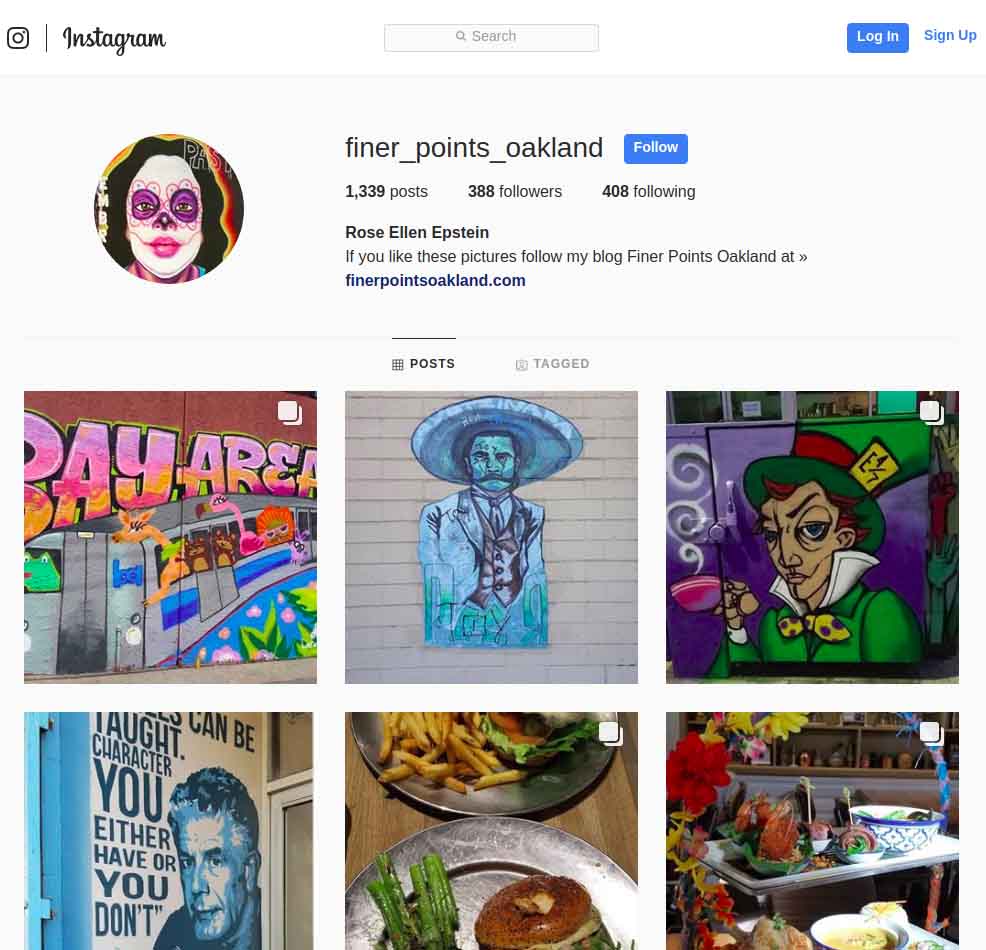 Instagram
Search
Log In
Sign Up
finer_points_oakland
Follow
1,339 posts
388 followers
408 following
Rose Ellen Epstein
If you like these pictures follow my blog Finer Points Oakland at »
finerpointsoakland.com
POSTS
TAGGED
BAY AREA
CAN BE
TAUGHT.
CHARACTER
YOU
EITHER
HAVE OR
YOU
DON'T”